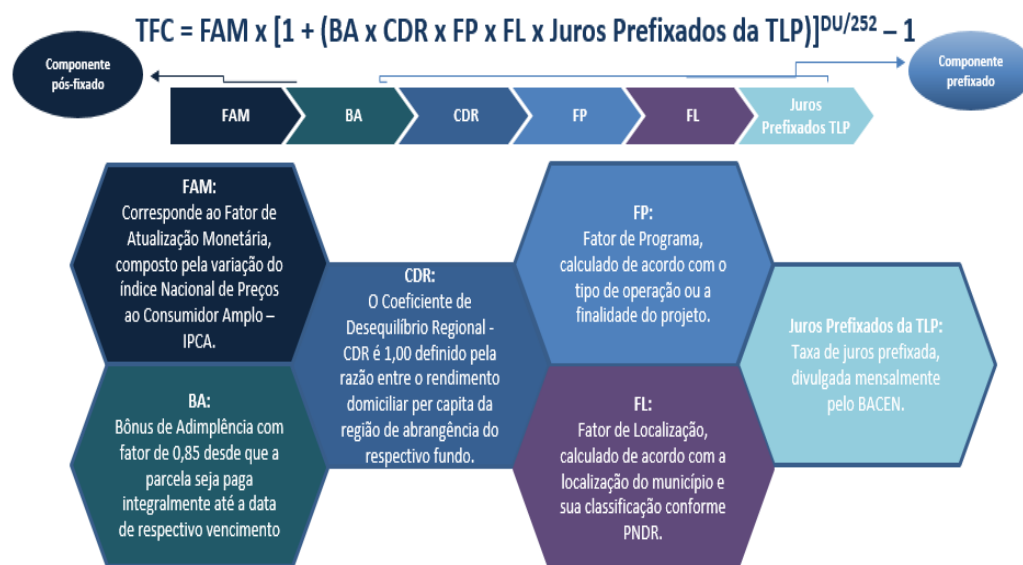 TFC = FAM x [1 + (BA x CDR x FP x FL x Juros Prefixados da TLP)]^DU/252 – 1
Componente
pós-fixado
Componente
prefixado
FAM
BA
CDR
FP
FL
Juros
Prefixados TLP
FAM:
Corresponde ao Fator de
Atualização Monetária,
composto pela variação do
índice Nacional de Preços
ao Consumidor Amplo –
IPCA.
BA:
Bônus de Adimplência com
fator de 0,85 desde que a
parcela seja paga
integralmente até a data
de respectivo vencimento
CDR:
O Coeficiente de
Desequilíbrio Regional -
CDR é 1,00 definido pela
razão entre o rendimento
domiciliar per capita da
região de abrangência do
respectivo fundo.
FP:
Fator de Programa,
calculado de acordo com o
tipo de operação ou a
finalidade do projeto.
FL:
Fator de Localização,
calculado de acordo com a
localização do município e
sua classificação conforme
PNDR.
Juros Prefixados da TLP:
Taxa de juros prefixada,
divulgada mensalmente
pelo BACEN.